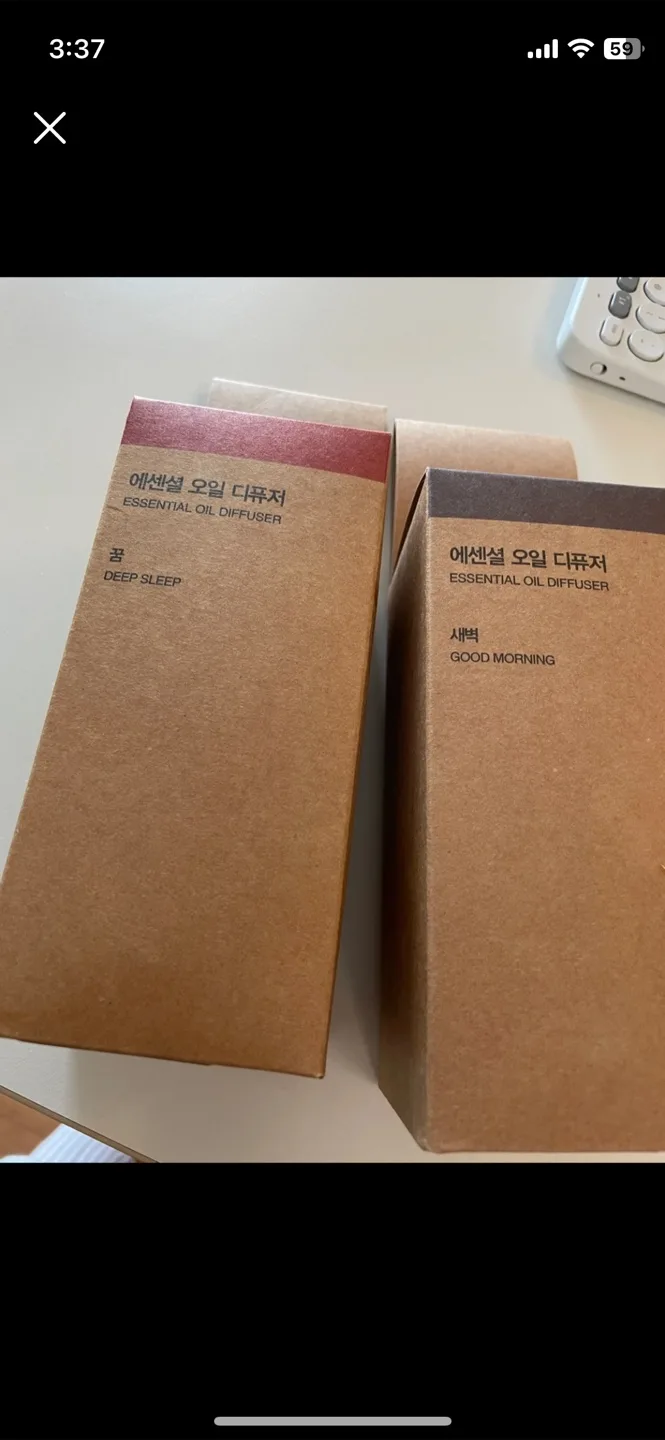 3:37
59
에센셜 오일 디퓨저
ESSENTIAL OIL DIFFUSER
꿈
DEEP SLEEP
에센셜 오일 디퓨저
ESSENTIAL OIL DIFFUSER
새벽
GOOD MORNING